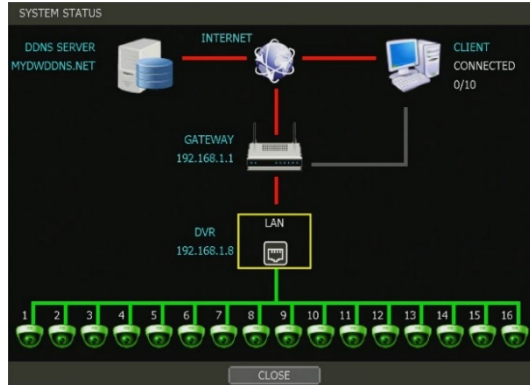 SYSTEM STATUS
DDNS SERVER
MYDWDDNS.NET
INTERNET
CLIENT
CONNECTED
0/10
GATEWAY
192.168.1.1
DVR
192.168.1.8
LAN
1 2 3 4 5 6 7 8 9 10 11 12 13 14 15 16
CLOSE